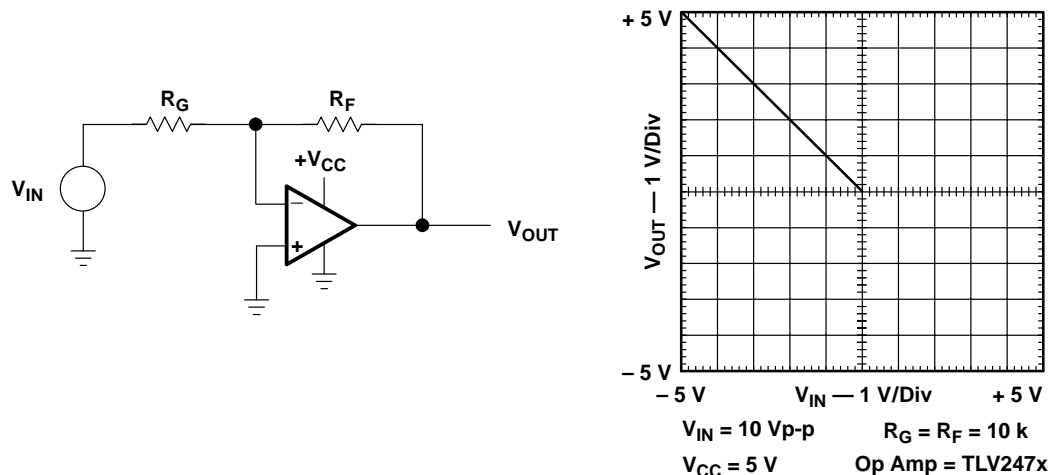 R_G
R_F
+V_CC
V_IN
−
+
V_OUT
+ 5 V
V_OUT — 1 V/Div
– 5 V
– 5 V
V_IN — 1 V/Div
+ 5 V
V_IN = 10 Vp-p
R_G = R_F = 10 k
V_CC = 5 V
Op Amp = TLV247x